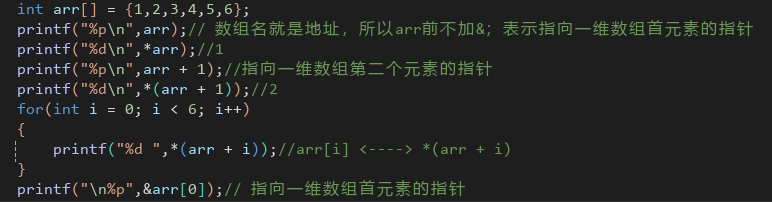 int arr[] = {1,2,3,4,5,6};
printf("%p\n",arr);// 数组名就是地址，所以arr前不加&；表示指向一维数组首元素的指针
printf("%d\n",*arr);//1
printf("%p\n",arr + 1);//指向一维数组第二个元素的指针
printf("%d\n",*(arr + 1));//2
for(int i = 0; i < 6; i++)
{
    printf("%d ",*(arr + i));//arr[i] <----> *(arr + i)
}
printf("\n%p",&arr[0]);// 指向一维数组首元素的指针